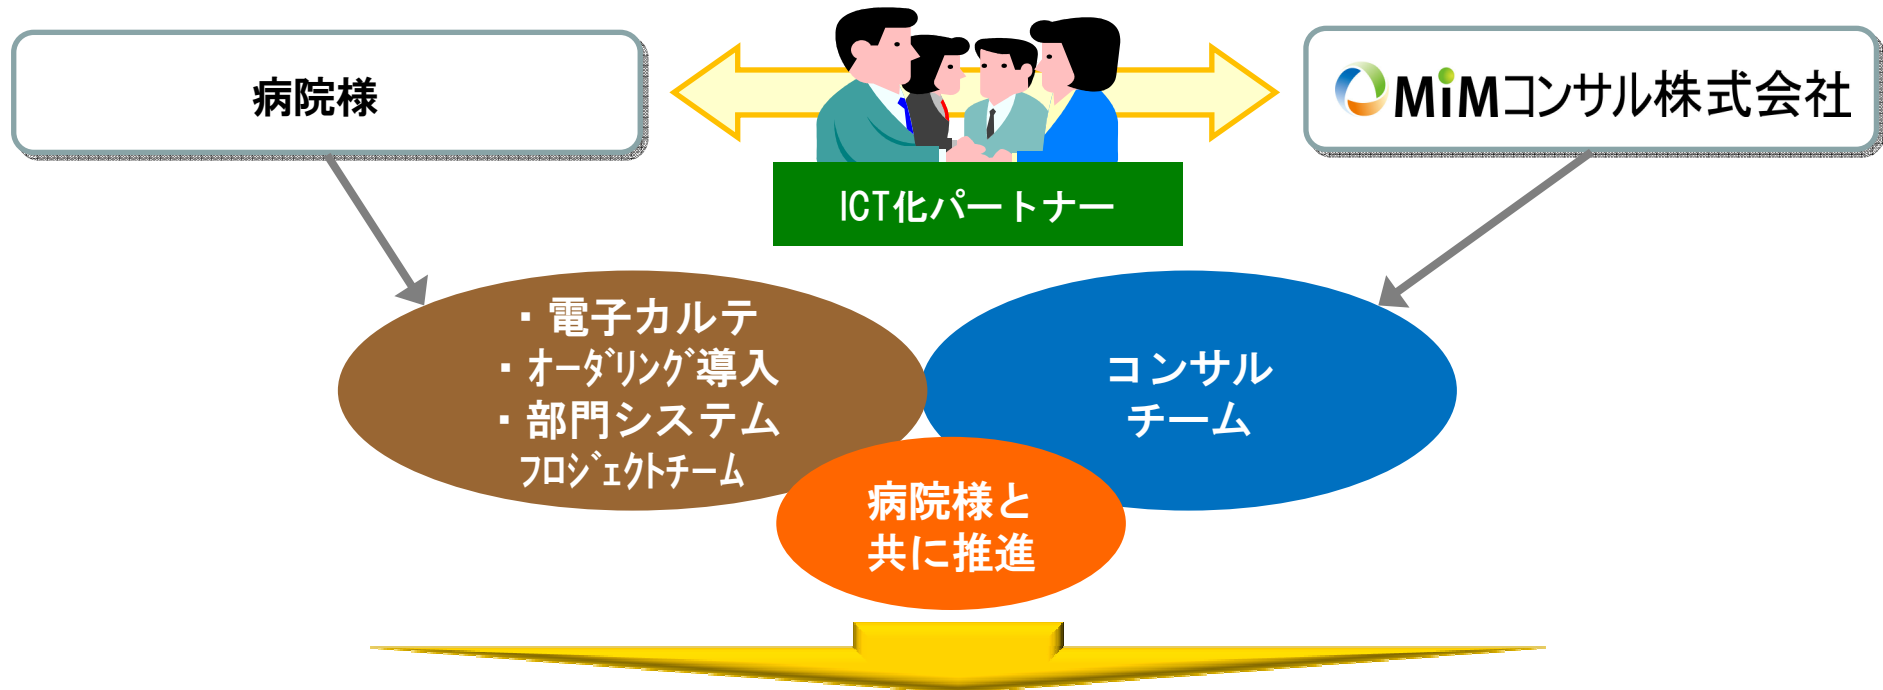 病院様
MiMコンサル株式会社
ICT化パートナー
・電子カルテ
・ｵｰﾀﾞﾘﾝｸﾞ導入
・部門システム
ﾌロｼﾞｪｸﾄﾁｰﾑ
コンサル
チーム
病院様と
共に推進